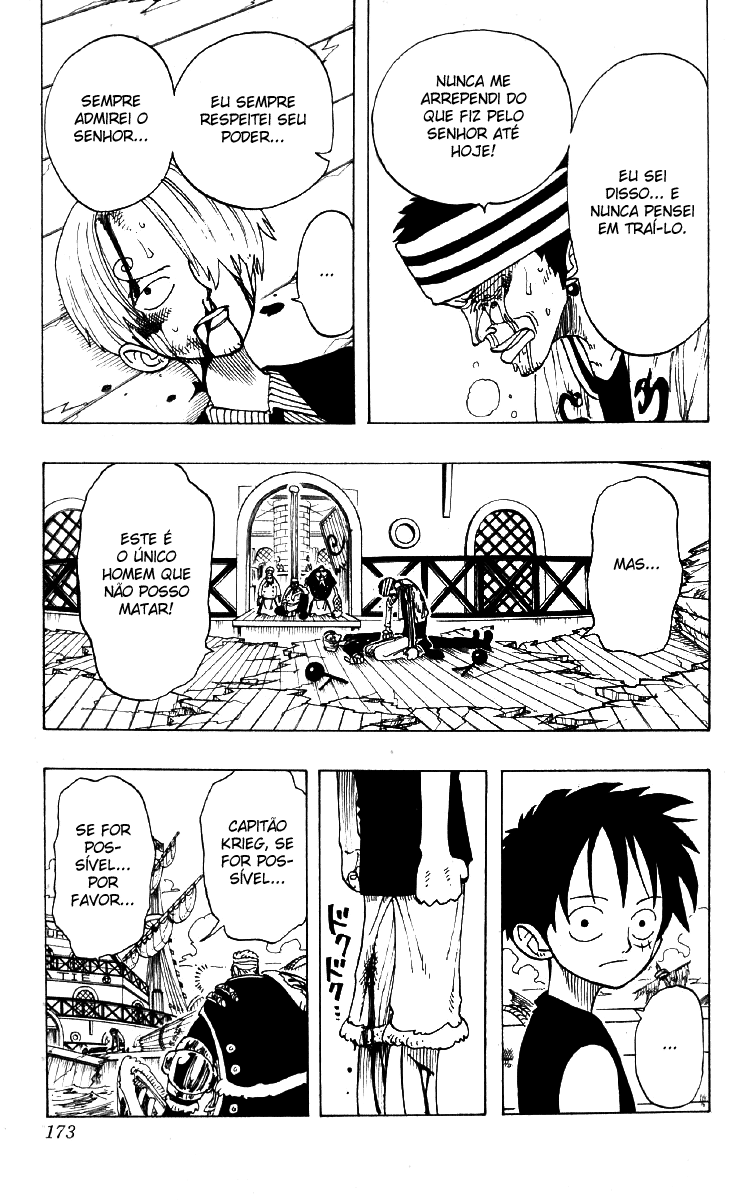 EU SEI
DISSO... E
NUNCA PENSEI
EM TRAÍ-LO.
NUNCA ME
ARREPENDI DO
QUE FIZ PELO
SENHOR ATÉ
HOJE!
EU SEMPRE
RESPEITEI SEU
PODER...
SEMPRE
ADMIREI O
SENHOR...
...
MAS...
ESTE É
O ÚNICO
HOMEM QUE
NÃO POSSO
MATAR!
...
CAPITÃO
KRIEG, SE
FOR POS-
SÍVEL...
SE FOR
POS-
SÍVEL...
POR
FAVOR...
173